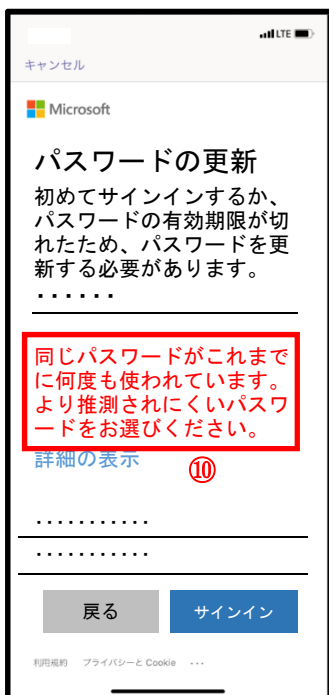 LTE
キャンセル
Microsoft
パスワードの更新
初めてサインインするか、
パスワードの有効期限が切
れたため、パスワードを更
新する必要があります。
・・・・・・
同じパスワードがこれまで
に何度も使われています。
より推測されにくいパスワ
ードをお選びください。
詳細の表示
⑩
・・・・・・・・・・・
・・・・・・・・・・・
戻る サインイン
利用規約 プライバシーと Cookie ・・・